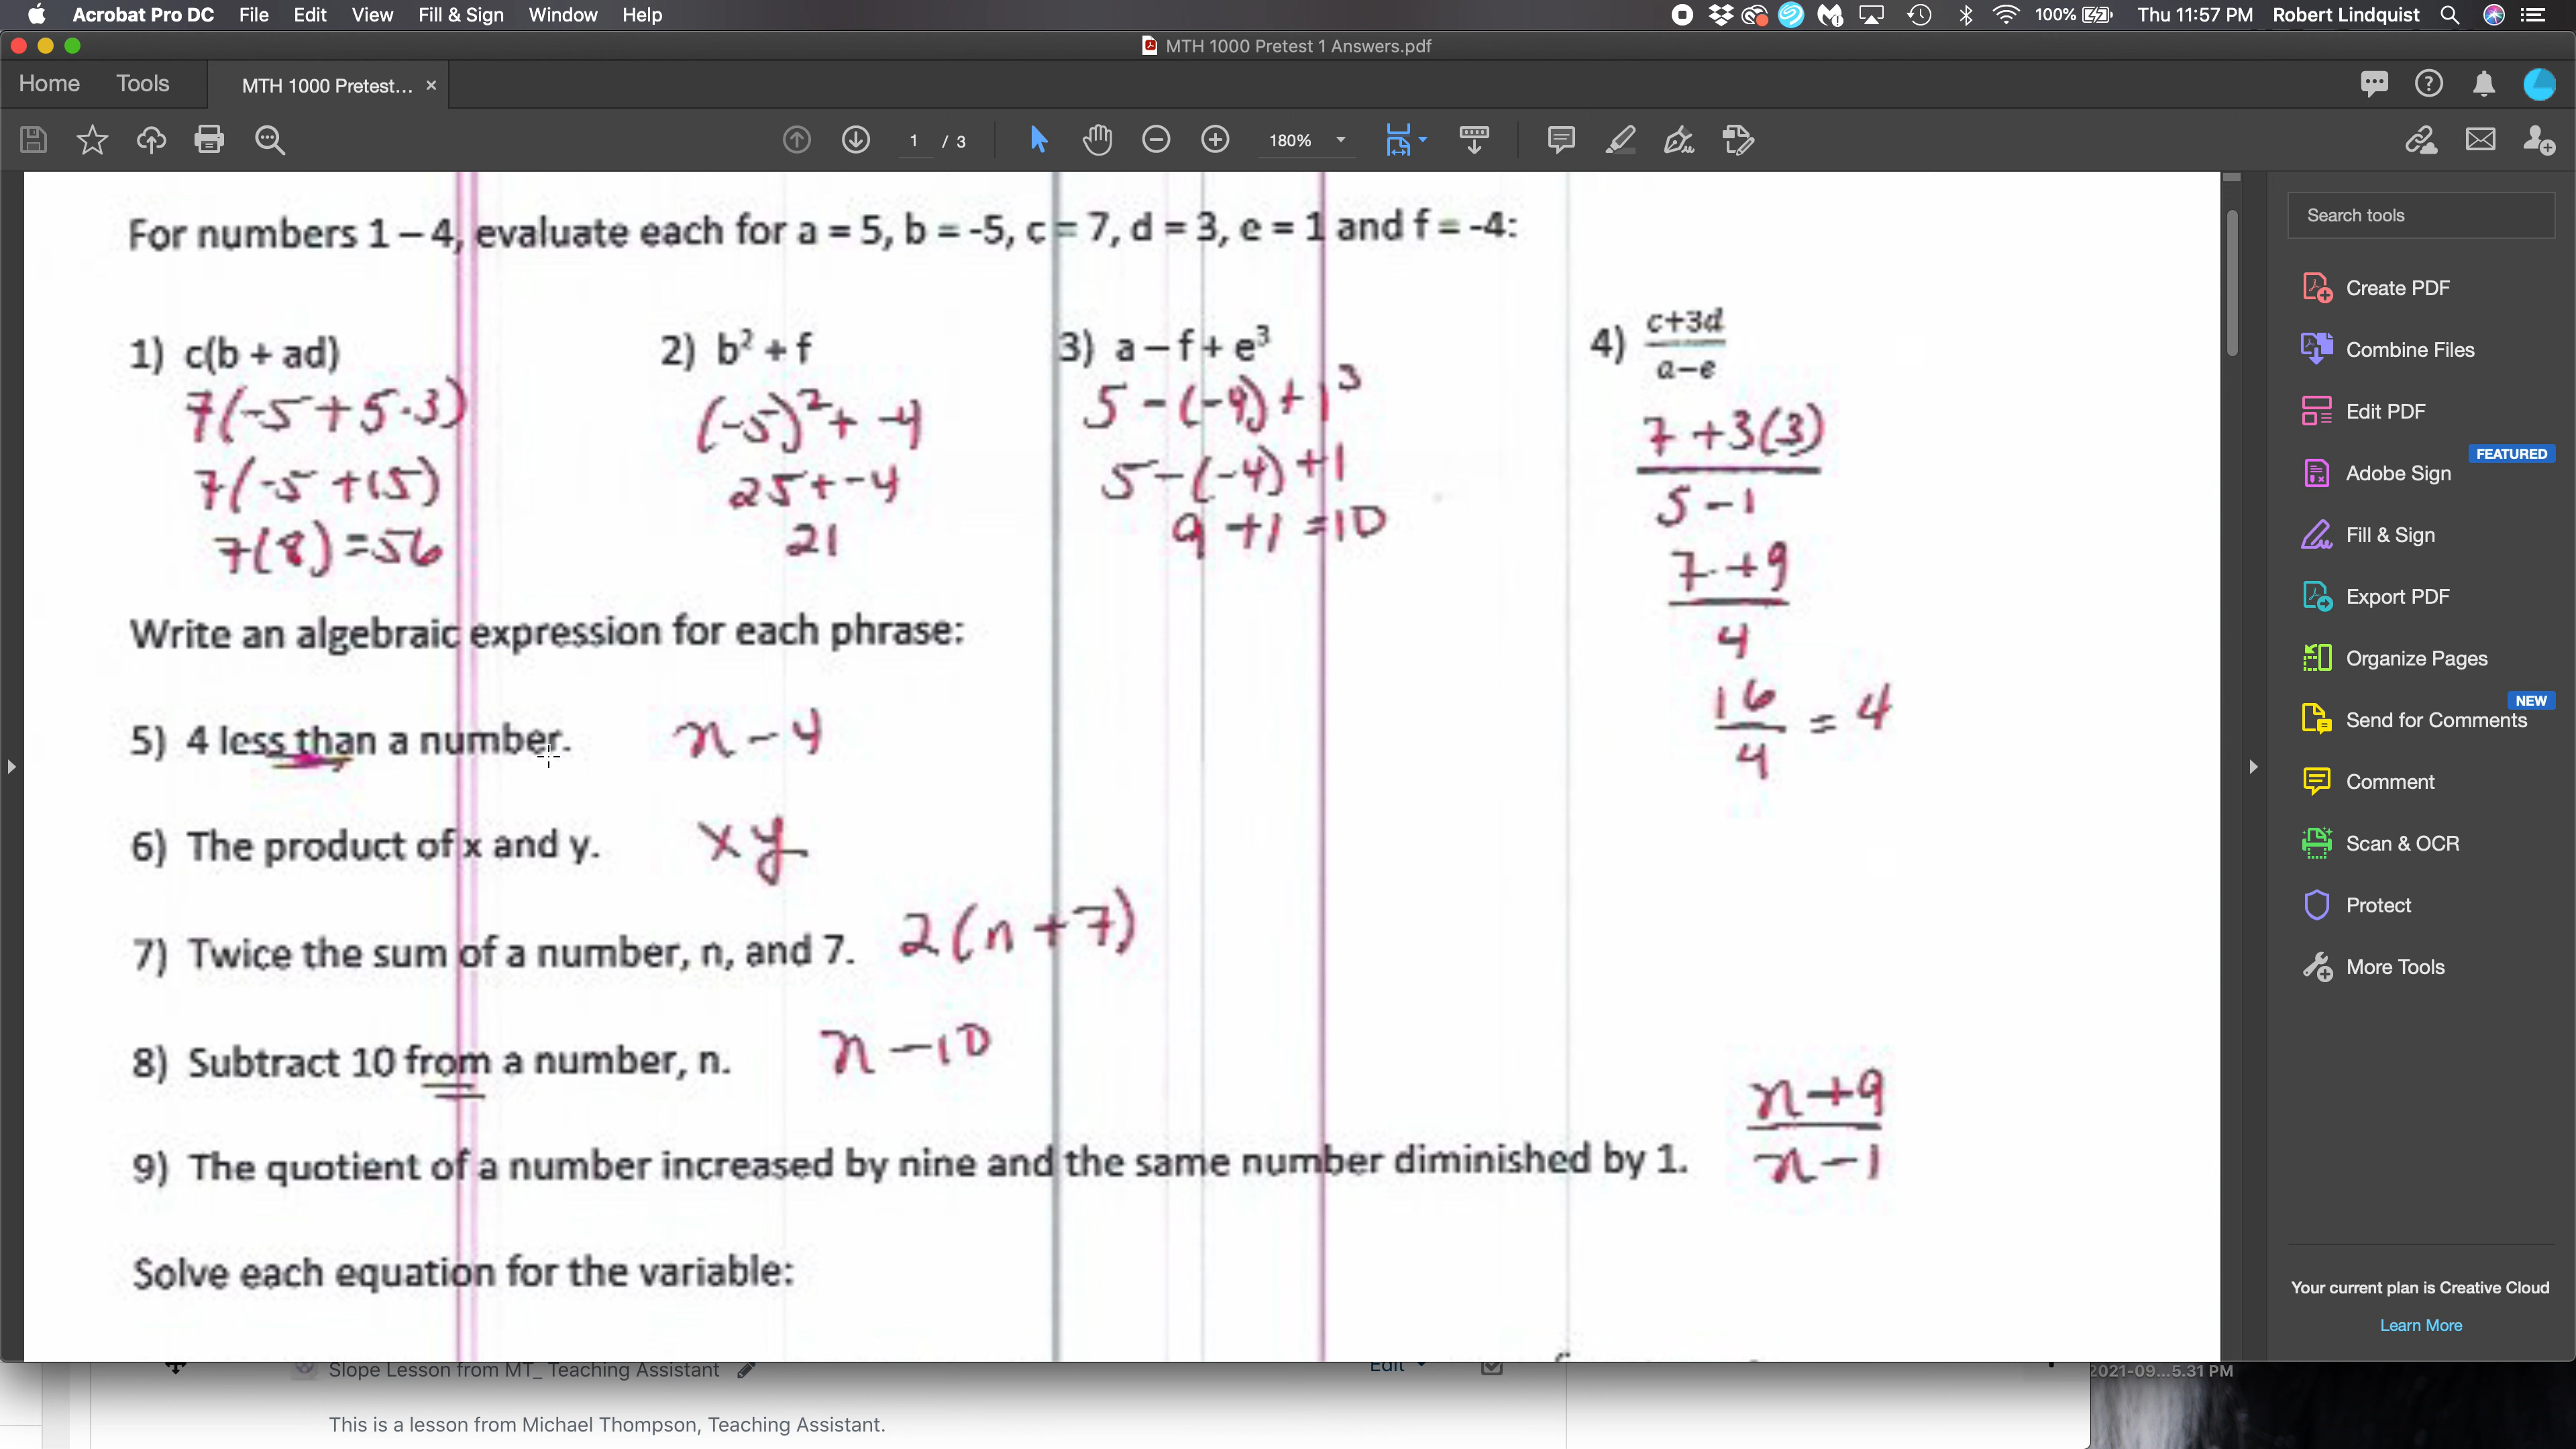 Acrobat Pro DC File Edit View Fill & Sign Window Help 100% Thu 11:57 PM Robert Lindquist
MTH 1000 Pretest 1 Answers.pdf
Home Tools MTH 1000 Pretest... ×
1 / 3 180%
For numbers 1 – 4, evaluate each for a = 5, b = -5, c = 7, d = 3, e = 1 and f = -4:
1) c(b + ad)
7(-5+5·3)
7(-5+15)
7(8)=56
2) b² + f
(-5)²+ -4
25+-4
21
3) a – f + e³
5-(-4)+1³
5-(-4)+1
9+1=10
4) c+3d
a−e
7+3(3)
5-1
7+9
4
16 = 4
4
Write an algebraic expression for each phrase:
5) 4 less than a number. n-4
6) The product of x and y. xy
7) Twice the sum of a number, n, and 7. 2(n+7)
8) Subtract 10 from a number, n. n-10
9) The quotient of a number increased by nine and the same number diminished by 1. n+9
n-1
Solve each equation for the variable:
Search tools
Create PDF
Combine Files
Edit PDF
FEATURED
Adobe Sign
Fill & Sign
Export PDF
Organize Pages
NEW
Send for Comments
Comment
Scan & OCR
Protect
More Tools
Your current plan is Creative Cloud
Learn More
Slope Lesson from MT_ Teaching Assistant Edit
2021-09...5.31 PM
This is a lesson from Michael Thompson, Teaching Assistant.